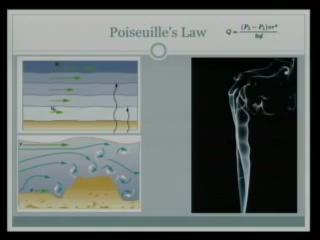 Poiseuille's Law
Q = (P₂ − P₁)πr⁴ / 8ηl